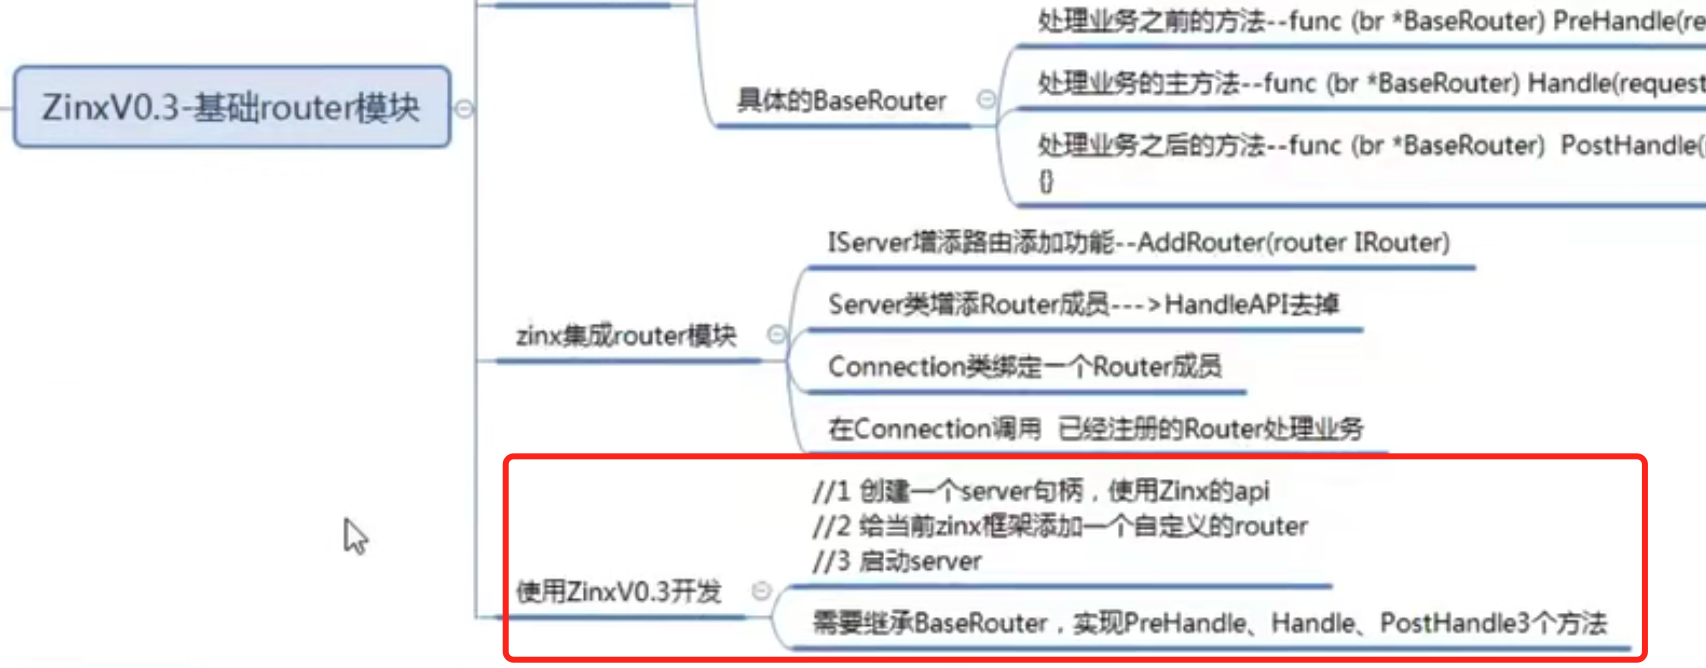 ZinxV0.3-基础router模块
具体的BaseRouter
处理业务之前的方法--func (br *BaseRouter) PreHandle(re
处理业务的主方法--func (br *BaseRouter) Handle(request
处理业务之后的方法--func (br *BaseRouter)  PostHandle(
{}
zinx集成router模块
IServer增添路由添加功能--AddRouter(router IRouter)
Server类增添Router成员--->HandleAPI去掉
Connection类绑定一个Router成员
在Connection调用  已经注册的Router处理业务
使用ZinxV0.3开发
//1 创建一个server句柄，使用Zinx的api
//2 给当前zinx框架添加一个自定义的router
//3 启动server
需要继承BaseRouter，实现PreHandle、Handle、PostHandle3个方法